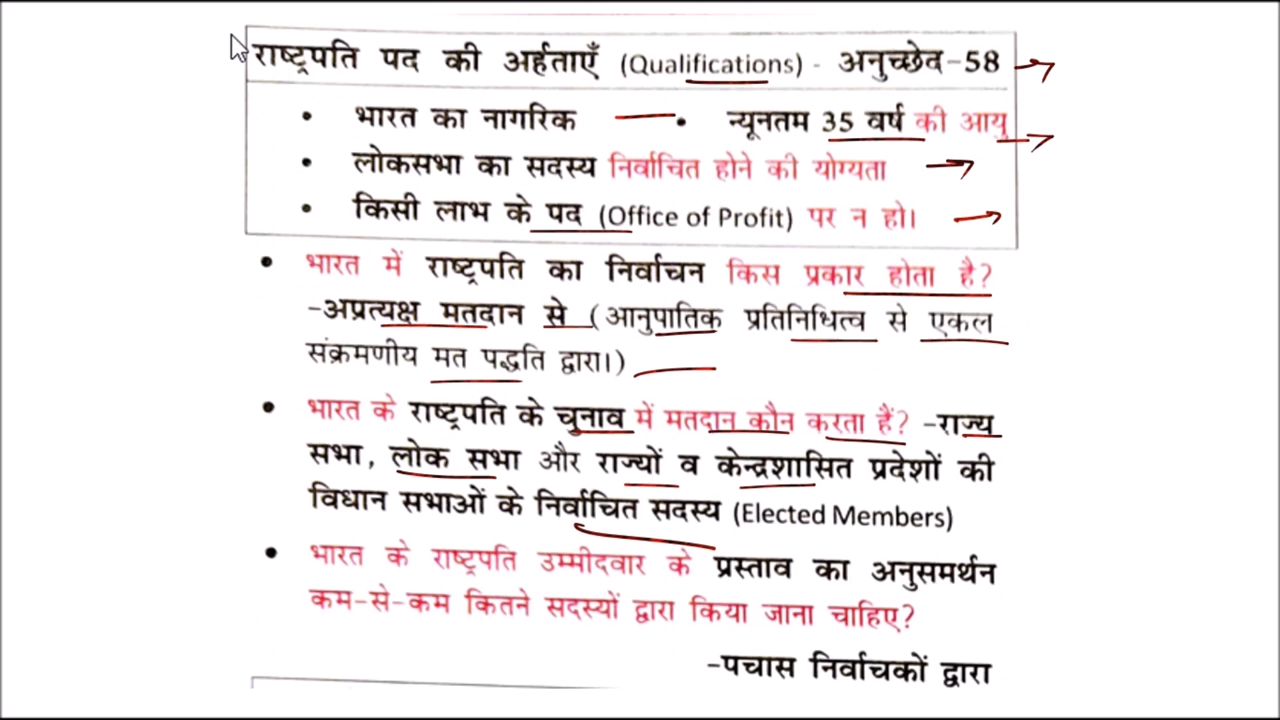 राष्ट्रपति पद की अर्हताएँ (Qualifications) - अनुच्छेद-58
• भारत का नागरिक • न्यूनतम 35 वर्ष की आयु
• लोकसभा का सदस्य निर्वाचित होने की योग्यता
• किसी लाभ के पद (Office of Profit) पर न हो।
• भारत में राष्ट्रपति का निर्वाचन किस प्रकार होता है?
-अप्रत्यक्ष मतदान से (आनुपातिक प्रतिनिधित्व से एकल
संक्रमणीय मत पद्धति द्वारा।)
• भारत के राष्ट्रपति के चुनाव में मतदान कौन करता हैं? -राज्य
सभा, लोक सभा और राज्यों व केन्द्रशासित प्रदेशों की
विधान सभाओं के निर्वाचित सदस्य (Elected Members)
• भारत के राष्ट्रपति उम्मीदवार के प्रस्ताव का अनुसमर्थन
कम-से-कम कितने सदस्यों द्वारा किया जाना चाहिए?
-पचास निर्वाचकों द्वारा